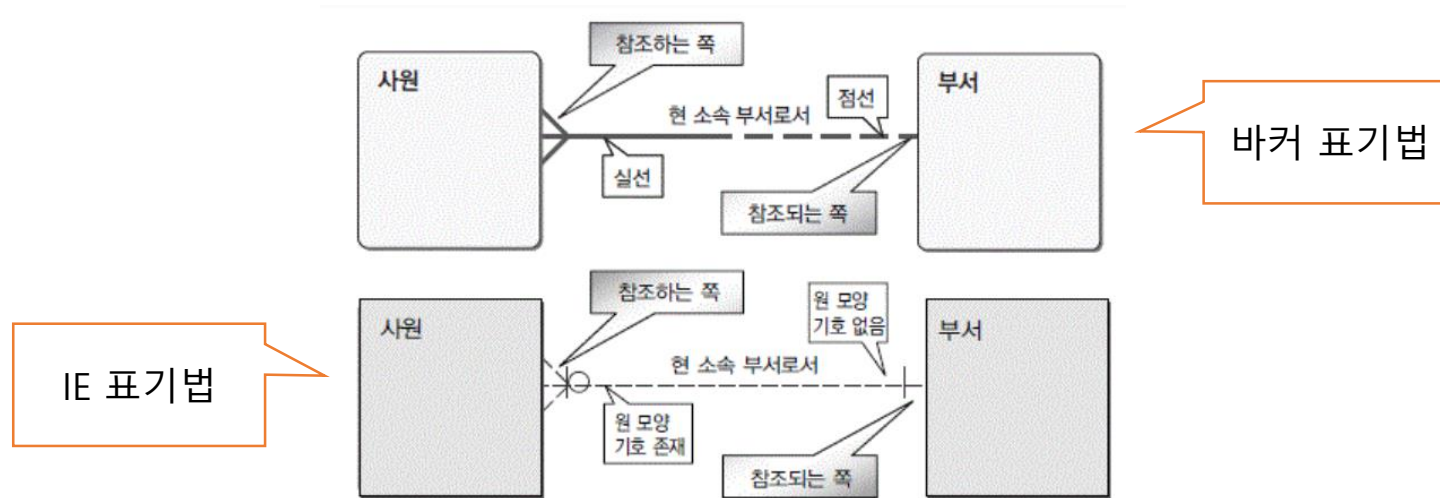 참조하는 쪽
사원
현 소속 부서로서
점선
부서
실선
참조되는 쪽
바커 표기법
참조하는 쪽
원 모양
기호 없음
사원
현 소속 부서로서
부서
원 모양
기호 존재
참조되는 쪽
IE 표기법